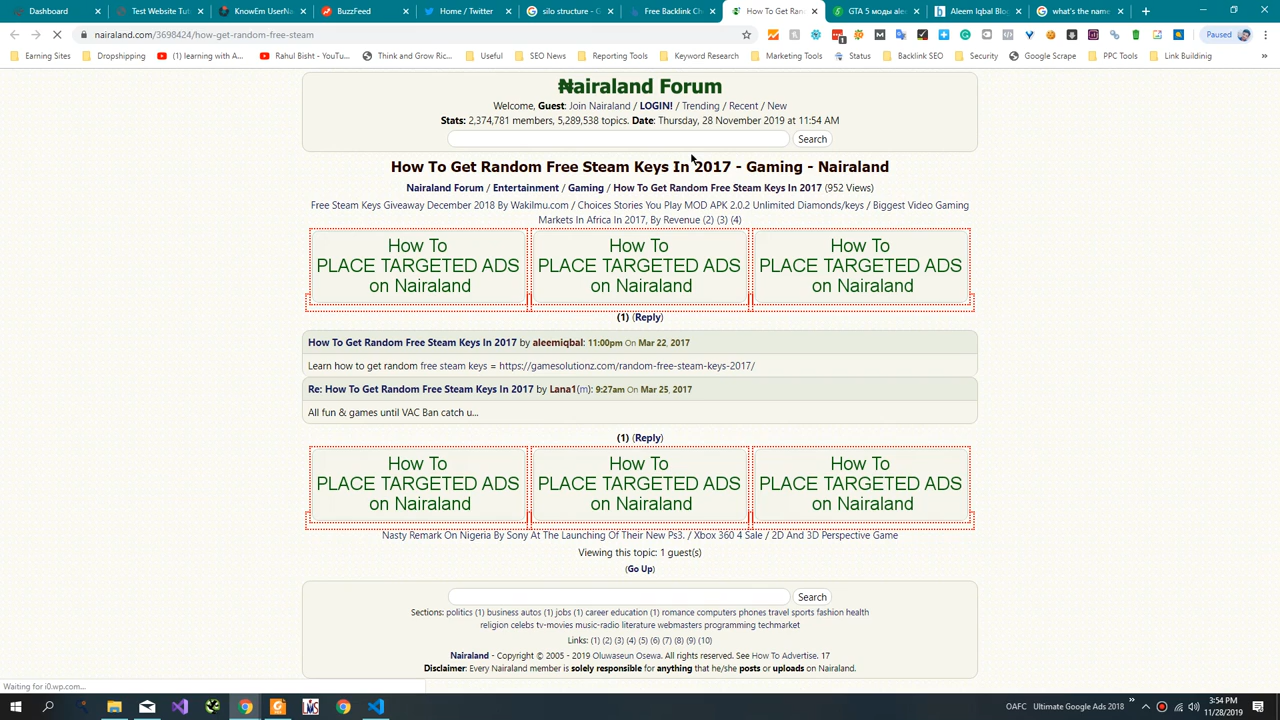 Dashboard
Test Website Tut
KnowEm UserNa
BuzzFeed
Home / Twitter
silo structure - G
Free Backlink Ch
How To Get Ran
GTA 5 моды але
Aleem Iqbal Blog
what's the name
Paused
nairaland.com/3698424/how-get-random-free-steam
Earning Sites
Dropshipping
(1) learning with A...
Rahul Bisht - YouTu...
Think and Grow Ric...
Useful
SEO News
Reporting Tools
Keyword Research
Marketing Tools
Status
Backlink SEO
Security
Google Scrape
PPC Tools
Link Buildinig
₦airaland Forum
Welcome, Guest: Join Nairaland / LOGIN! / Trending / Recent / New
Stats: 2,374,781 members, 5,289,538 topics. Date: Thursday, 28 November 2019 at 11:54 AM
Search
How To Get Random Free Steam Keys In 2017 - Gaming - Nairaland
Nairaland Forum / Entertainment / Gaming / How To Get Random Free Steam Keys In 2017 (952 Views)
Free Steam Keys Giveaway December 2018 By Wakilmu.com / Choices Stories You Play MOD APK 2.0.2 Unlimited Diamonds/keys / Biggest Video Gaming
Markets In Africa In 2017, By Revenue (2) (3) (4)
How To
PLACE TARGETED ADS
on Nairaland
How To
PLACE TARGETED ADS
on Nairaland
How To
PLACE TARGETED ADS
on Nairaland
(1) (Reply)
How To Get Random Free Steam Keys In 2017 by aleemiqbal: 11:00pm On Mar 22, 2017
Learn how to get random free steam keys = https://gamesolutionz.com/random-free-steam-keys-2017/
Re: How To Get Random Free Steam Keys In 2017 by Lana1(m): 9:27am On Mar 25, 2017
All fun & games until VAC Ban catch u...
(1) (Reply)
How To
PLACE TARGETED ADS
on Nairaland
How To
PLACE TARGETED ADS
on Nairaland
How To
PLACE TARGETED ADS
on Nairaland
Nasty Remark On Nigeria By Sony At The Launching Of Their New Ps3. / Xbox 360 4 Sale / 2D And 3D Perspective Game
Viewing this topic: 1 guest(s)
(Go Up)
Search
Sections: politics (1) business autos (1) jobs (1) career education (1) romance computers phones travel sports fashion health
religion celebs tv-movies music-radio literature webmasters programming techmarket
Links: (1) (2) (3) (4) (5) (6) (7) (8) (9) (10)
Nairaland - Copyright © 2005 - 2019 Oluwaseun Osewa. All rights reserved. See How To Advertise. 17
Disclaimer: Every Nairaland member is solely responsible for anything that he/she posts or uploads on Nairaland.
Waiting for i0.wp.com...
OAFC
Ultimate Google Ads 2018
3:54 PM
11/28/2019